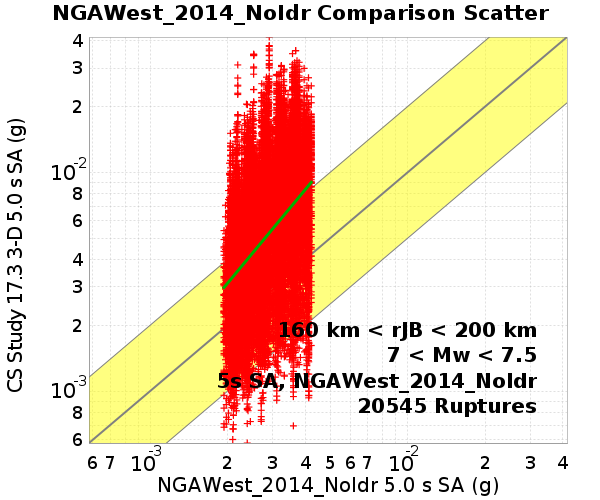 NGAWest_2014_NoIdr Comparison Scatter
CS Study 17.3 3-D 5.0 s SA (g)
4
3
2
10-2
8
6
4
3
2
10-3
8
6
160 km < rJB < 200 km
7 < Mw < 7.5
5s SA, NGAWest_2014_NoIdr
20545 Ruptures
6 7 10-3 2 3 4 5 6 7 10-2 2 3 4
NGAWest_2014_NoIdr 5.0 s SA (g)